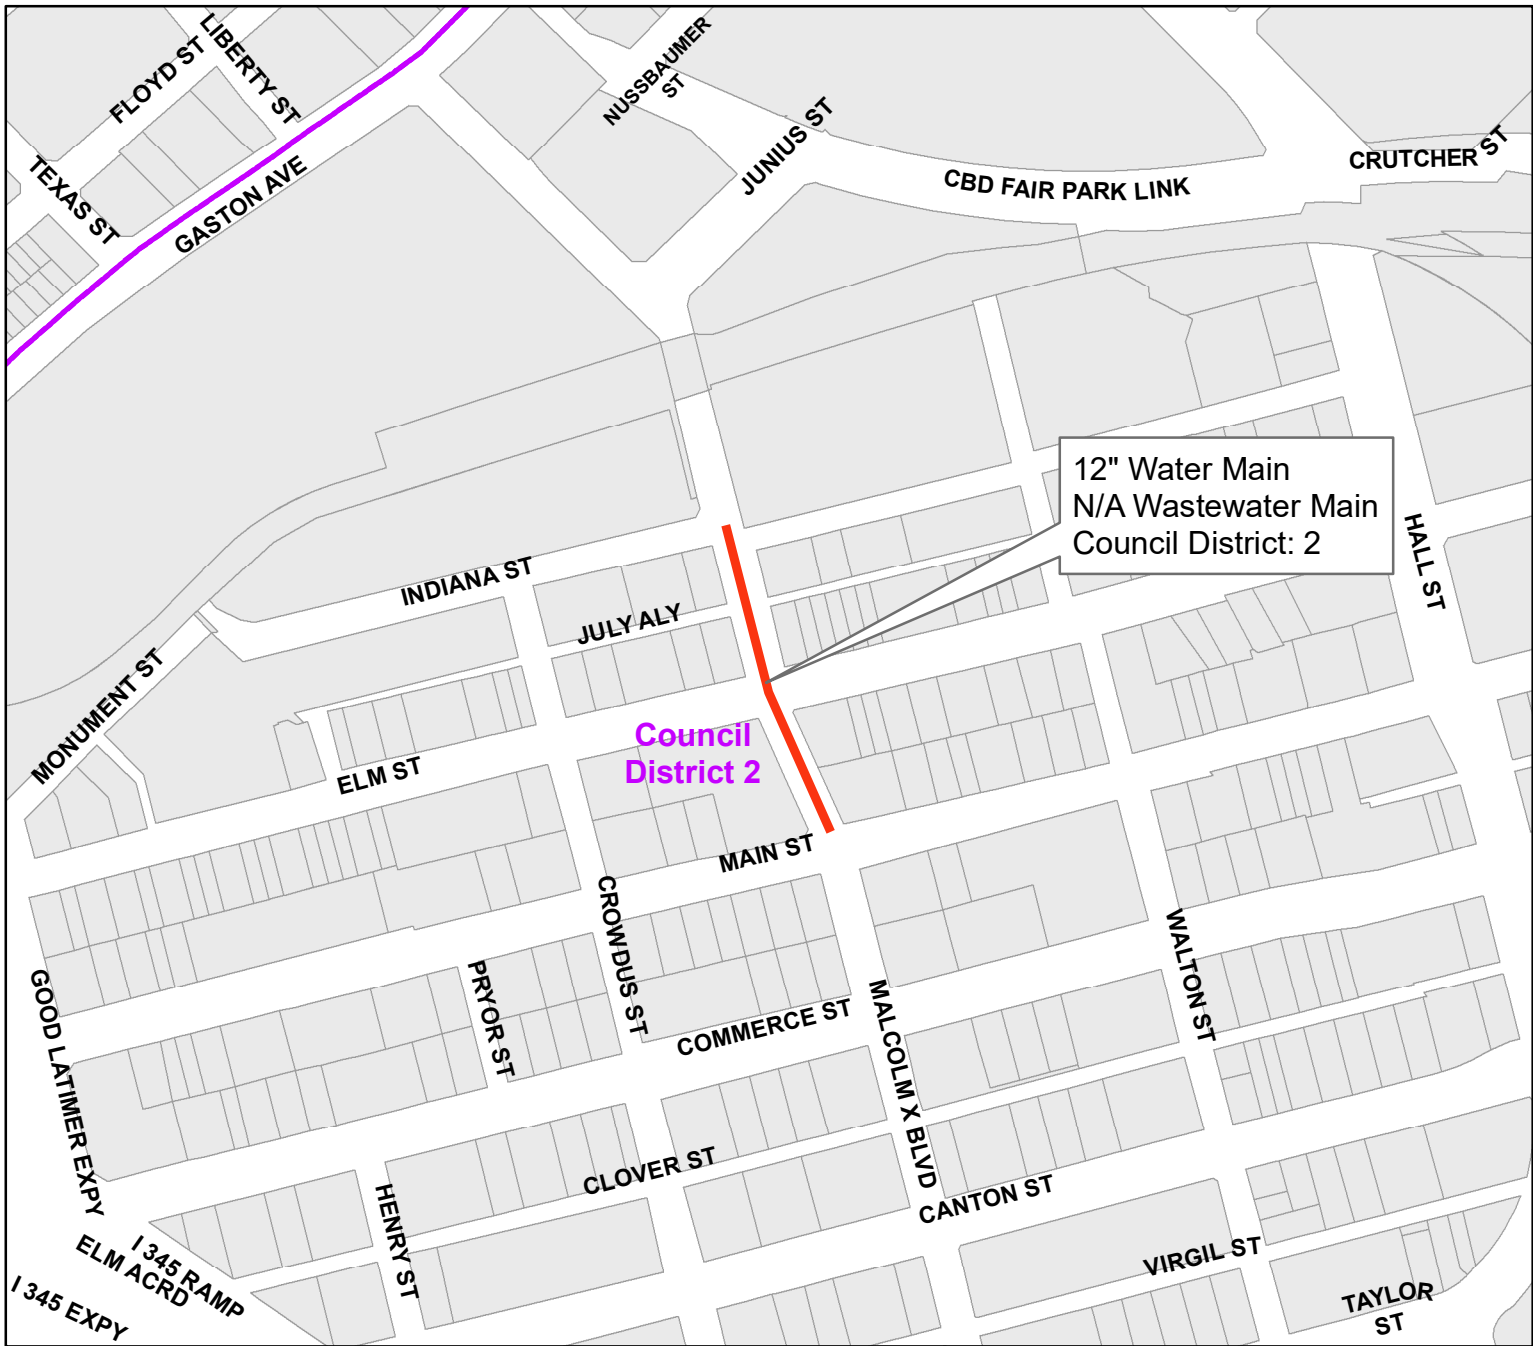 LIBERTY ST
FLOYD ST
NUSSBAUMER
ST
JUNIUS ST
CRUTCHER ST
TEXAS ST
GASTON AVE
CBD FAIR PARK LINK
12" Water Main
N/A Wastewater Main
Council District: 2
HALL ST
INDIANA ST
JULY ALY
MONUMENT ST
Council
District 2
ELM ST
MAIN ST
CROWDUS ST
WALTON ST
GOOD LATIMER EXPY
PRYOR ST
MALCOLM X BLVD
COMMERCE ST
CLOVER ST
HENRY ST
CANTON ST
I 345 RAMP
ELM ACRD
VIRGIL ST
I 345 EXPY
TAYLOR
ST